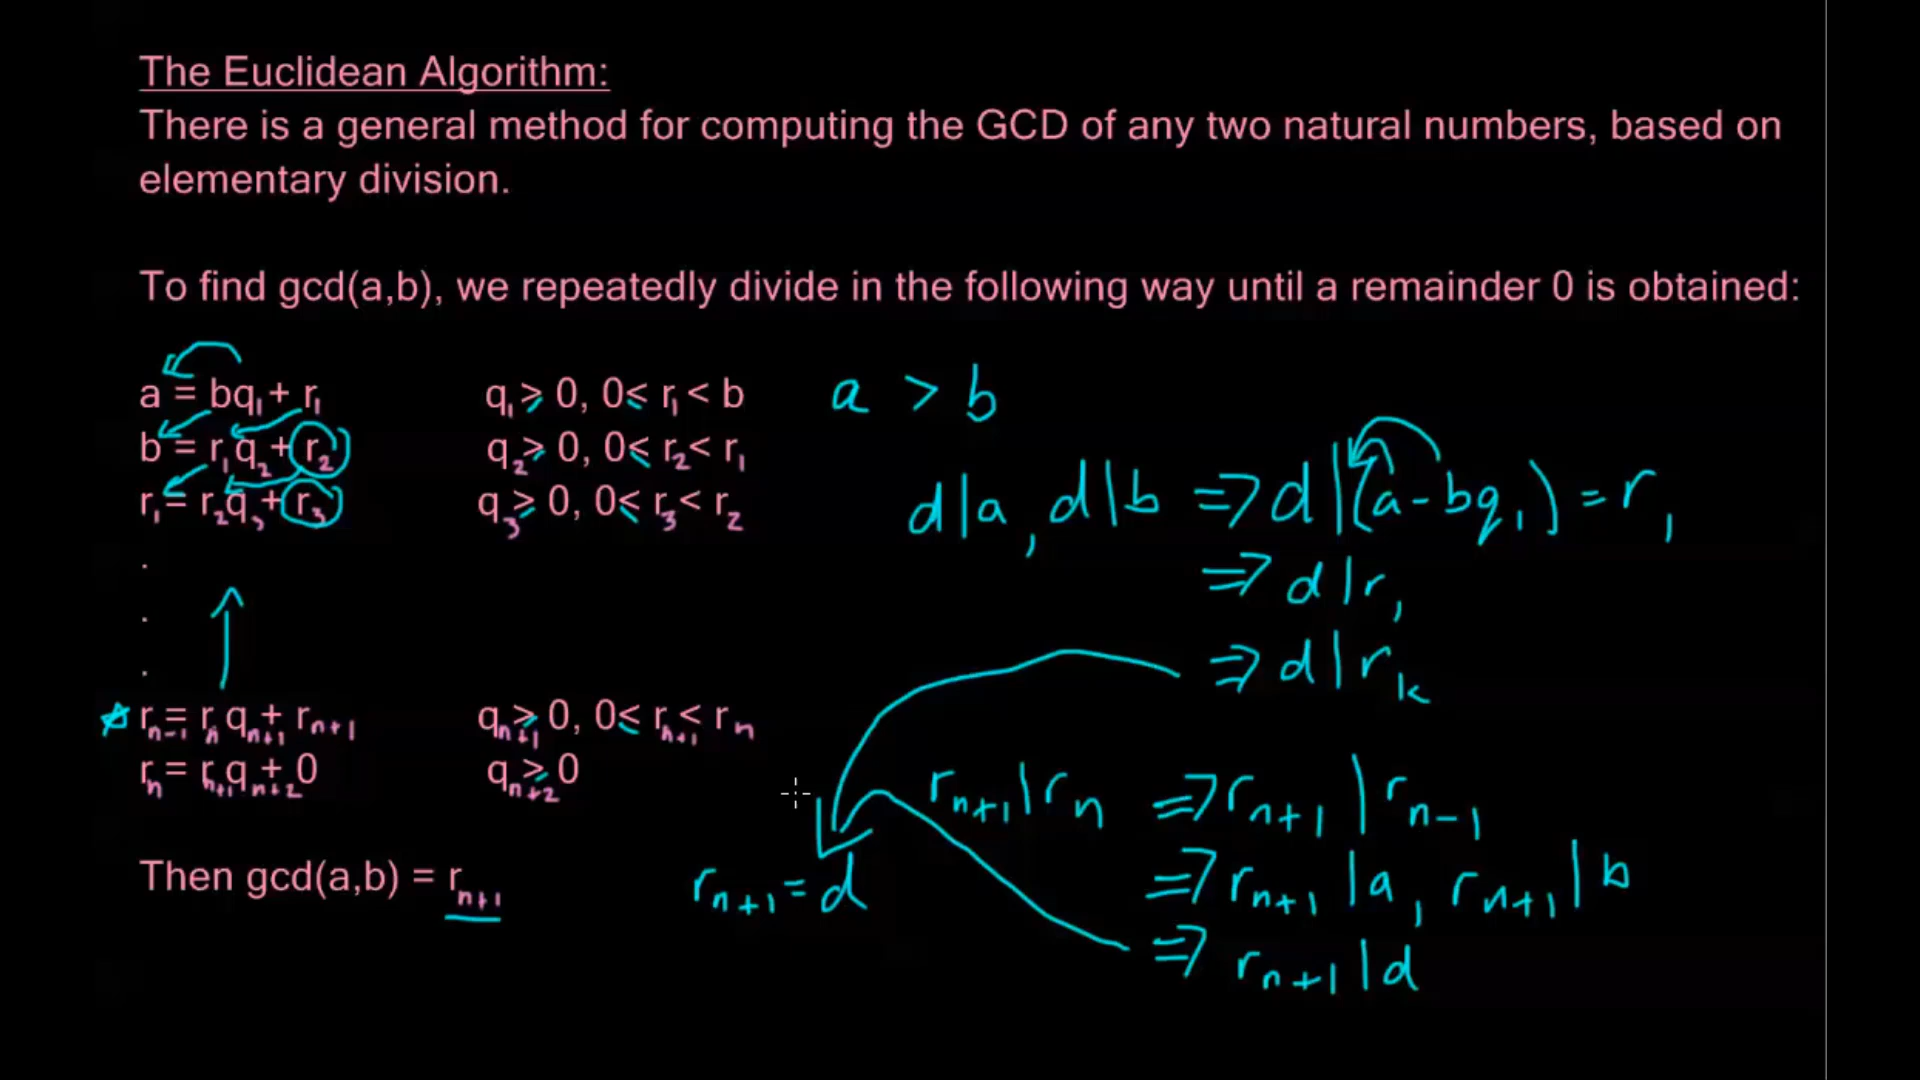 The Euclidean Algorithm:
There is a general method for computing the GCD of any two natural numbers, based on
elementary division.
To find gcd(a,b), we repeatedly divide in the following way until a remainder 0 is obtained:
a = bq₁ + r₁ q₁ ≥ 0, 0 ≤ r₁ < b a > b
b = r₁q₂ + r₂ q₂ ≥ 0, 0 ≤ r₂ < r₁
r₁ = r₂q₃ + r₃ q₃ ≥ 0, 0 ≤ r₃ < r₂ d|a, d|b ⇒ d|(a - bq₁) = r₁
.
⇒ d|r₁
.
.
⇒ d|rₖ
rₙ₋₁ = rₙqₙ₊₁ + rₙ₊₁ qₙ₊₁ ≥ 0, 0 ≤ rₙ₊₁ < rₙ
rₙ = rₙ₊₁qₙ₊₂ + 0 qₙ₊₂ ≥ 0 rₙ₊₁|rₙ ⇒ rₙ₊₁|rₙ₋₁
Then gcd(a,b) = rₙ₊₁ rₙ₊₁ = d ⇒ rₙ₊₁|a, rₙ₊₁|b
⇒ rₙ₊₁|d